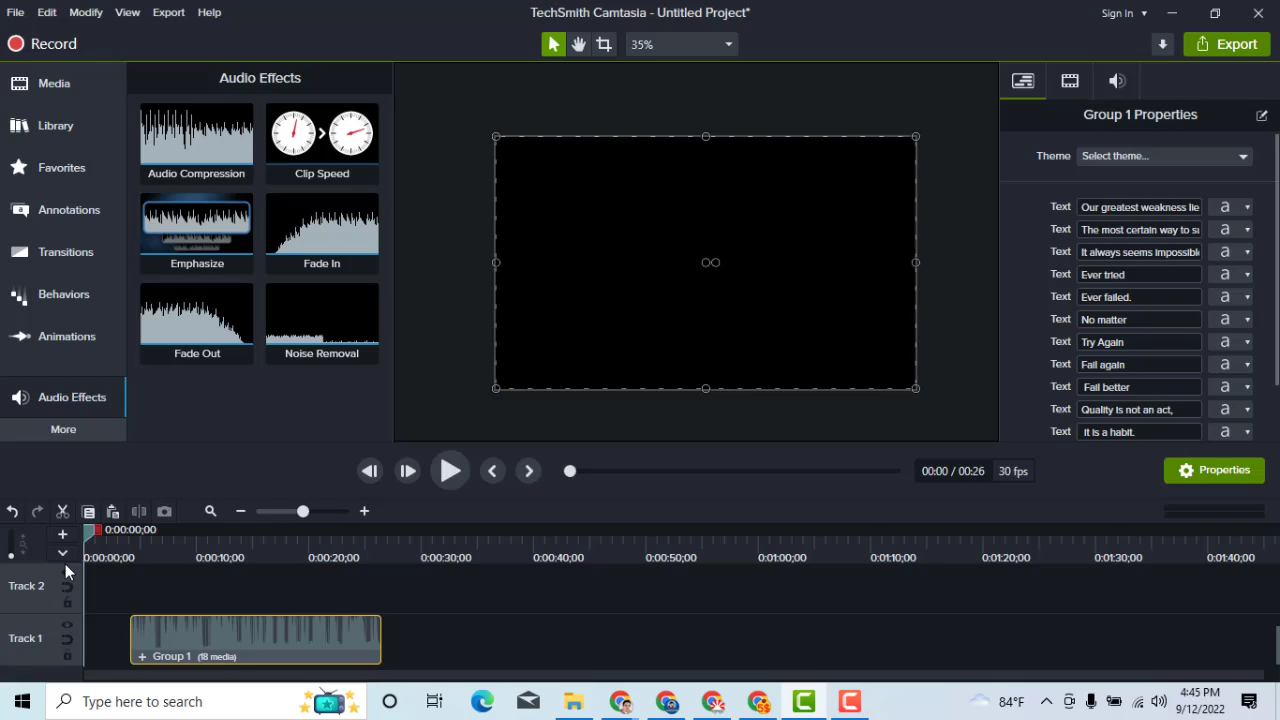 File Edit Modify View Export Help
TechSmith Camtasia - Untitled Project*
Sign In
Record
35%
Export
Media
Library
Favorites
Annotations
Transitions
Behaviors
Animations
Audio Effects
More
Audio Effects
Audio Compression
Clip Speed
Emphasize
Fade In
Fade Out
Noise Removal
Group 1 Properties
Theme Select theme...
Text Our greatest weakness lie a
Text The most certain way to su a
Text It always seems impossible a
Text Ever tried a
Text Ever failed. a
Text No matter a
Text Try Again a
Text Fail again a
Text Fail better a
Text Quality is not an act, a
Text It is a habit. a
00:00 / 00:26 30 fps
Properties
0:00:00;00
0:00:00;00 0:00:10;00 0:00:20;00 0:00:30;00 0:00:40;00 0:00:50;00 0:01:00;00 0:01:10;00 0:01:20;00 0:01:30;00 0:01:40;00
Track 2
Track 1
+ Group 1 (18 media)
Type here to search
84°F
4:45 PM
9/12/2022